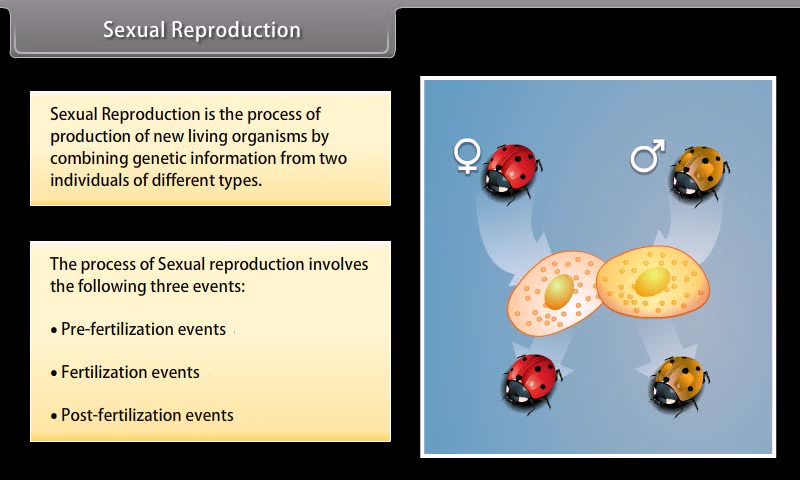 Sexual Reproduction
Sexual Reproduction is the process of
production of new living organisms by
combining genetic information from two
individuals of different types.
The process of Sexual reproduction involves
the following three events:
• Pre-fertilization events
• Fertilization events
• Post-fertilization events
♀
♂